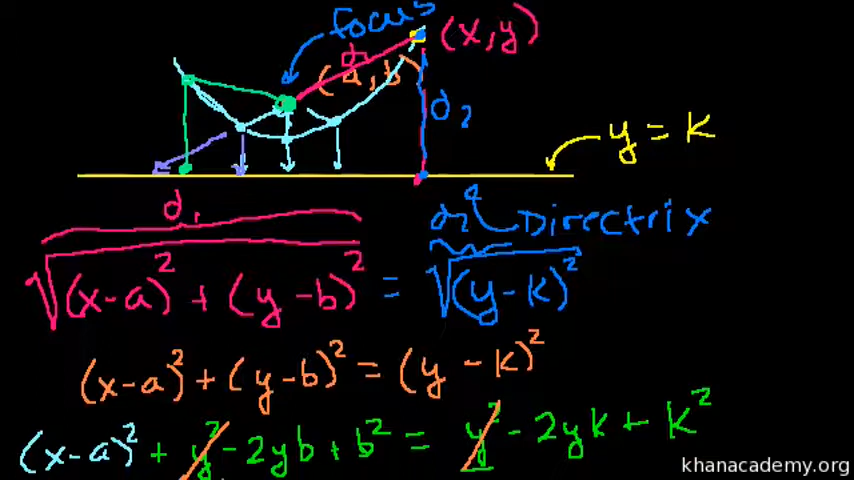 focus
(x,y)
d₁
(a,b)
d₂
y = k
d₁
d₂ Directrix
√(x-a)² + (y-b)² = √(y-k)²
(x-a)² + (y-b)² = (y-k)²
(x-a)² + y² - 2yb + b² = y² - 2yk + k²
khanacademy.org